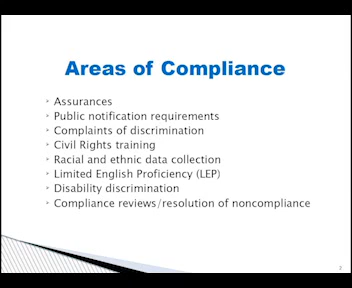 Areas of Compliance
Assurances
Public notification requirements
Complaints of discrimination
Civil Rights training
Racial and ethnic data collection
Limited English Proficiency (LEP)
Disability discrimination
Compliance reviews/resolution of noncompliance